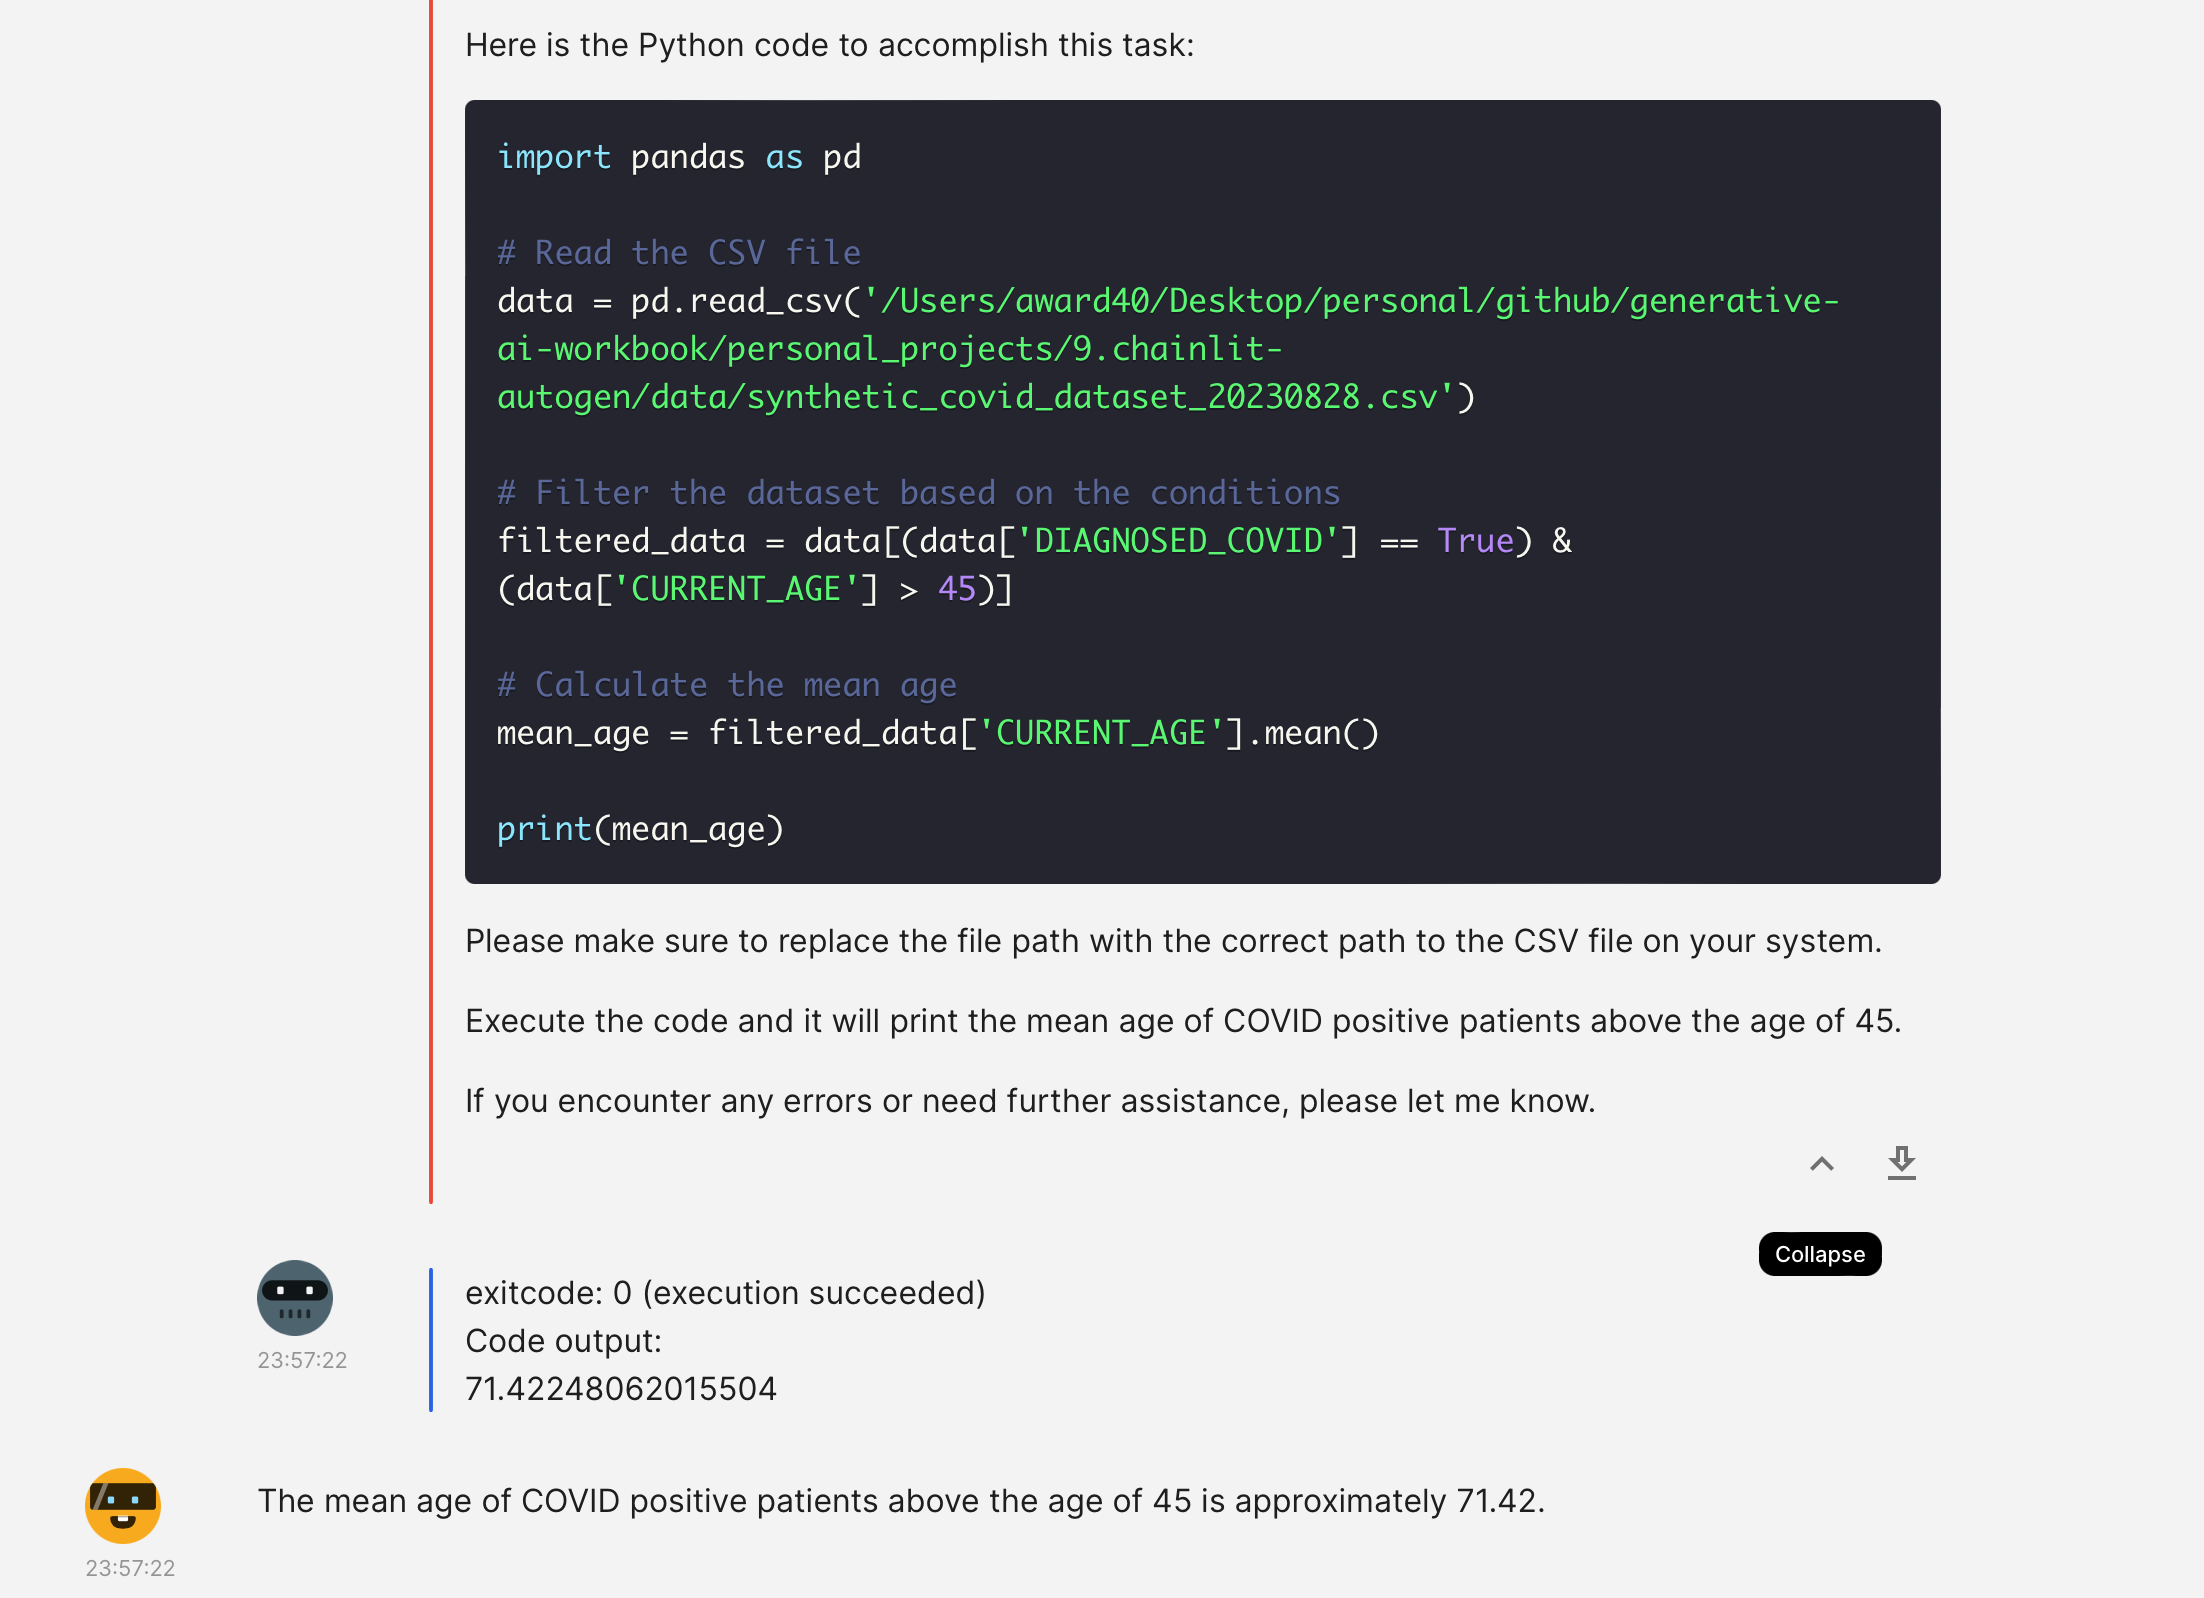 Here is the Python code to accomplish this task:
import pandas as pd
# Read the CSV file
data = pd.read_csv('/Users/award40/Desktop/personal/github/generative-
ai-workbook/personal_projects/9.chainlit-
autogen/data/synthetic_covid_dataset_20230828.csv')
# Filter the dataset based on the conditions
filtered_data = data[(data['DIAGNOSED_COVID'] == True) &
(data['CURRENT_AGE'] > 45)]
# Calculate the mean age
mean_age = filtered_data['CURRENT_AGE'].mean()
print(mean_age)
Please make sure to replace the file path with the correct path to the CSV file on your system.
Execute the code and it will print the mean age of COVID positive patients above the age of 45.
If you encounter any errors or need further assistance, please let me know.
Collapse
exitcode: 0 (execution succeeded)
Code output:
71.42248062015504
23:57:22
The mean age of COVID positive patients above the age of 45 is approximately 71.42.
23:57:22